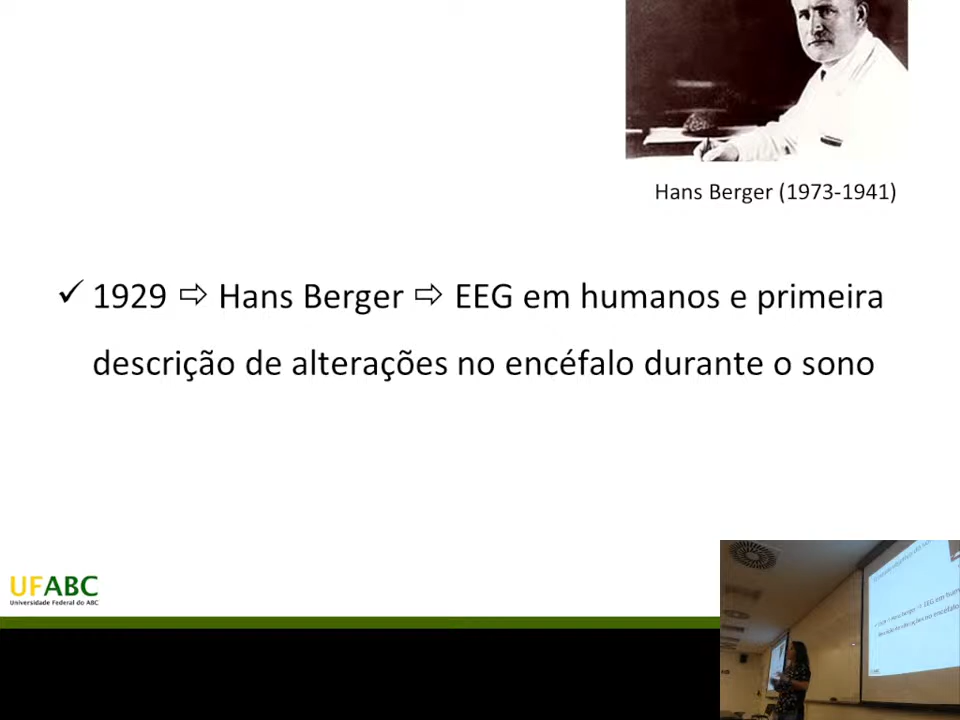 Hans Berger (1973-1941)
✓ 1929 ⇨ Hans Berger ⇨ EEG em humanos e primeira
descrição de alterações no encéfalo durante o sono
UFABC
Universidade Federal do ABC